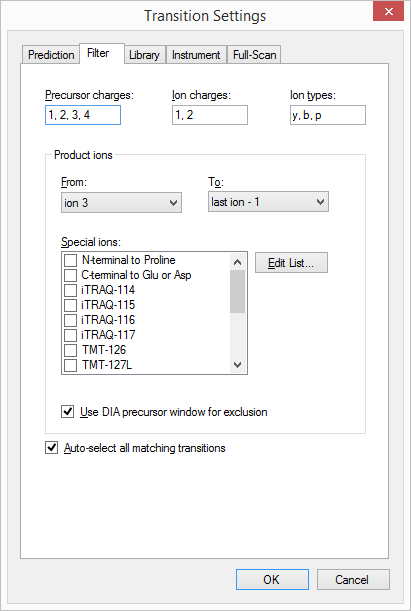 Transition Settings
Prediction Filter Library Instrument Full-Scan
Precursor charges: Ion charges: Ion types:
1, 2, 3, 4 1, 2 y, b, p
Product ions
From: To:
ion 3 last ion - 1
Special ions:
N-terminal to Proline
C-terminal to Glu or Asp
iTRAQ-114
iTRAQ-115
iTRAQ-116
iTRAQ-117
TMT-126
TMT-127L
Edit List...
Use DIA precursor window for exclusion
Auto-select all matching transitions
OK Cancel